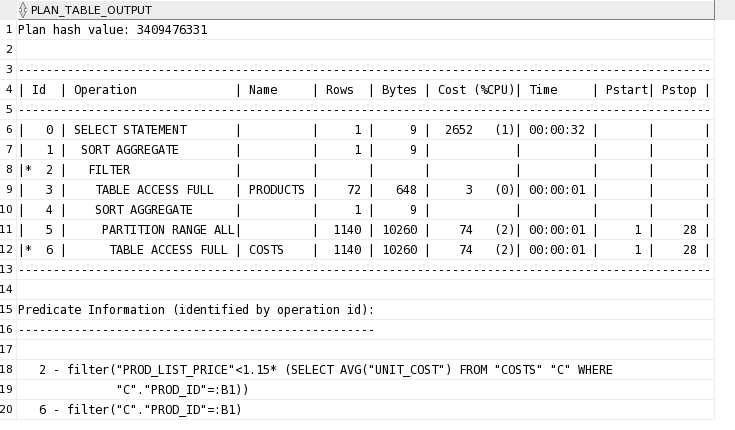 PLAN_TABLE_OUTPUT
1 Plan hash value: 3409476331
2
3 ---------------------------------------------------------------------------------------------------
4 | Id  | Operation             | Name     | Rows  | Bytes | Cost (%CPU)| Time     | Pstart| Pstop |
5 ---------------------------------------------------------------------------------------------------
6 |   0 | SELECT STATEMENT      |          |     1 |     9 |  2652   (1)| 00:00:32 |       |       |
7 |   1 |  SORT AGGREGATE       |          |     1 |     9 |            |          |       |       |
8 |*  2 |   FILTER              |          |       |       |            |          |       |       |
9 |   3 |    TABLE ACCESS FULL  | PRODUCTS |    72 |   648 |     3   (0)| 00:00:01 |       |       |
10 |   4 |    SORT AGGREGATE     |          |     1 |     9 |            |          |       |       |
11 |   5 |     PARTITION RANGE ALL|         |  1140 | 10260 |    74   (2)| 00:00:01 |     1 |    28 |
12 |*  6 |      TABLE ACCESS FULL | COSTS   |  1140 | 10260 |    74   (2)| 00:00:01 |     1 |    28 |
13 ---------------------------------------------------------------------------------------------------
14
15 Predicate Information (identified by operation id):
16 ---------------------------------------------------
17
18    2 - filter("PROD_LIST_PRICE"<1.15* (SELECT AVG("UNIT_COST") FROM "COSTS" "C" WHERE
19               "C"."PROD_ID"=:B1))
20    6 - filter("C"."PROD_ID"=:B1)